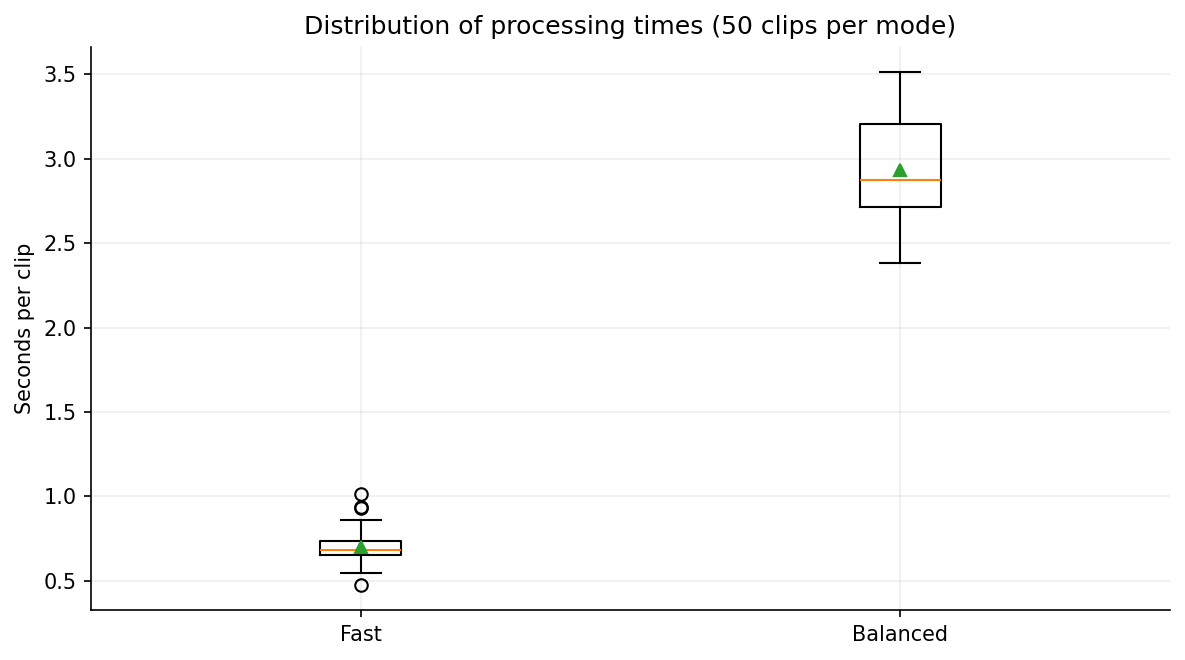 Distribution of processing times (50 clips per mode)
Seconds per clip
3.5
3.0
2.5
2.0
1.5
1.0
0.5
Fast
Balanced